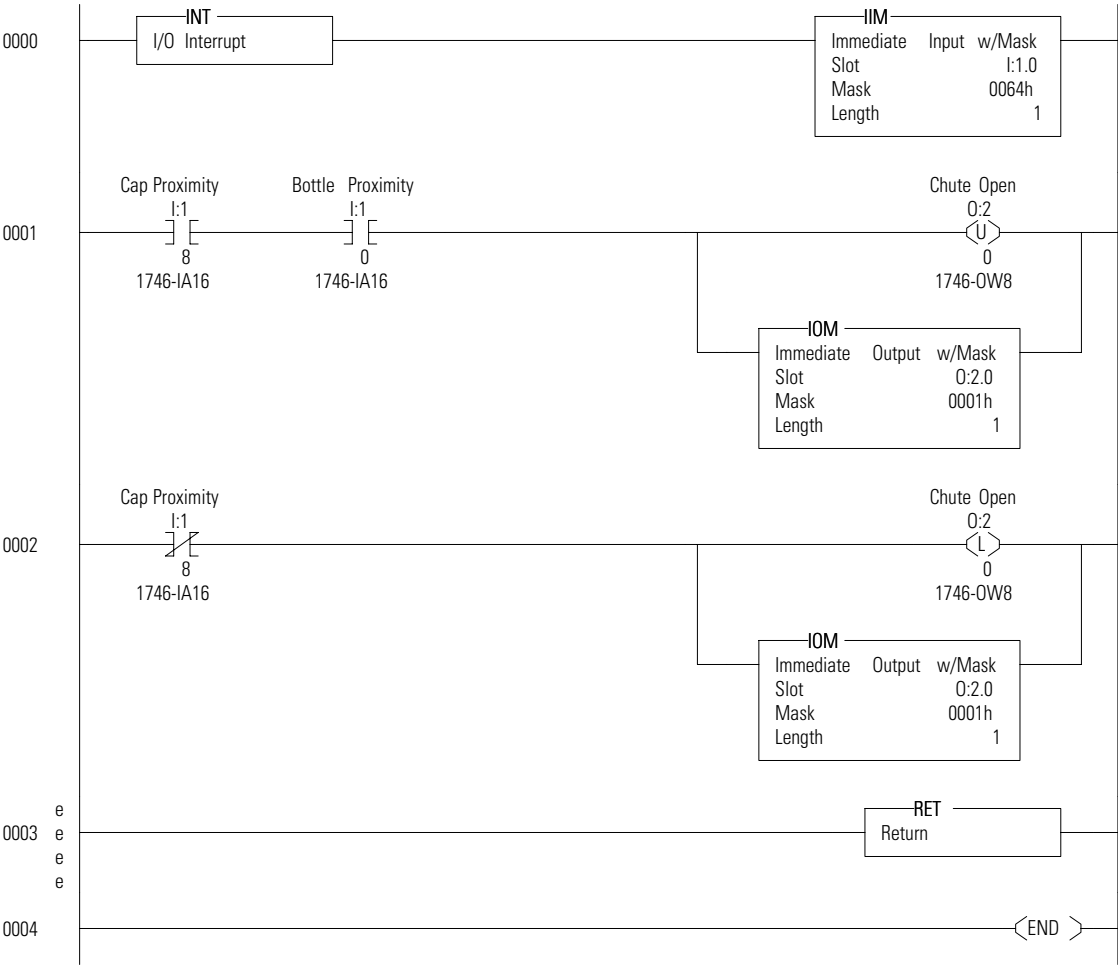 INT
IIM
0000
I/O Interrupt
Immediate Input w/Mask
Slot I:1.0
Mask 0064h
Length 1
Cap Proximity Bottle Proximity Chute Open
I:1 I:1 O:2
0001
U
8 0 0
1746-IA16 1746-IA16 1746-OW8
IOM
Immediate Output w/Mask
Slot O:2.0
Mask 0001h
Length 1
Cap Proximity Chute Open
I:1 O:2
0002
L
8 0
1746-IA16 1746-OW8
IOM
Immediate Output w/Mask
Slot O:2.0
Mask 0001h
Length 1
e
RET
0003 e
Return
e
e
0004
END